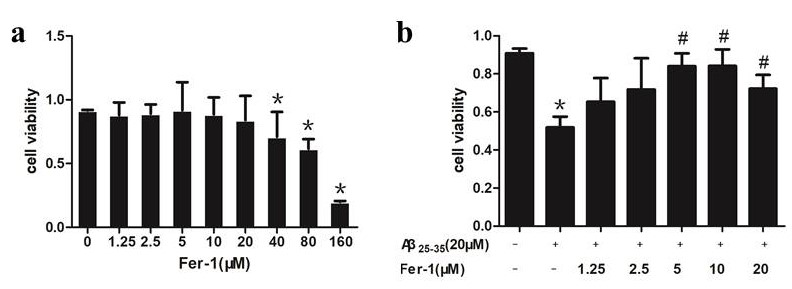 a
b
1.5
1.0
0.5
0.0
cell viability
* * *
0 1.25 2.5 5 10 20 40 80 160
Fer-1(μM)
1.0
0.8
0.6
0.4
0.2
0.0
cell viability
* # # #
Aβ25-35(20μM) - + + + + + +
Fer-1(μM) - - 1.25 2.5 5 10 20